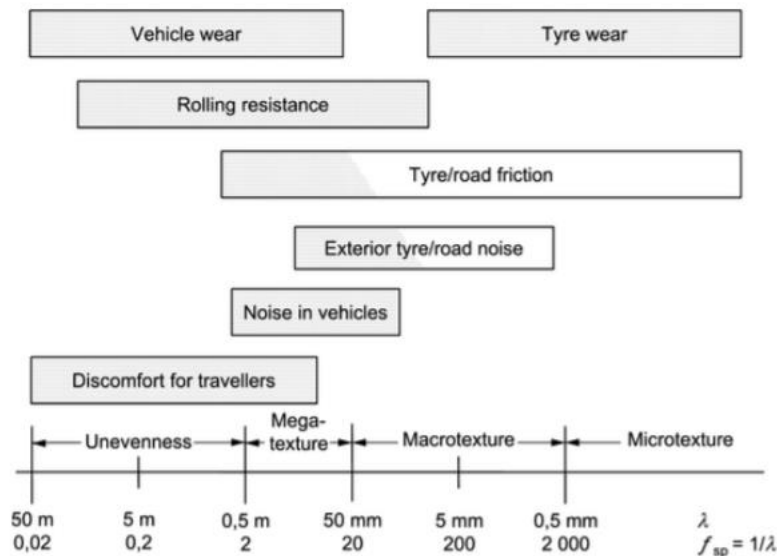 Vehicle wear
Tyre wear
Rolling resistance
Tyre/road friction
Exterior tyre/road noise
Noise in vehicles
Discomfort for travellers
Unevenness
Mega-
texture
Macrotexture
Microtexture
50 m 5 m 0,5 m 50 mm 5 mm 0,5 mm λ
0,02 0,2 2 20 200 2 000 f sp = 1/λ